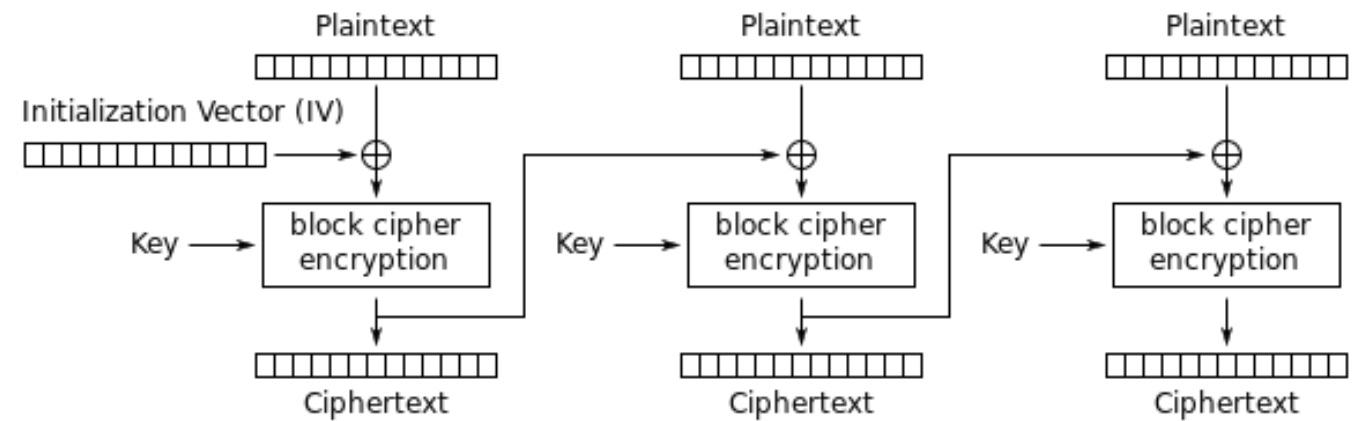 Plaintext
Plaintext
Plaintext
Initialization Vector (IV)
Key
block cipher
encryption
Key
block cipher
encryption
Key
block cipher
encryption
Ciphertext
Ciphertext
Ciphertext